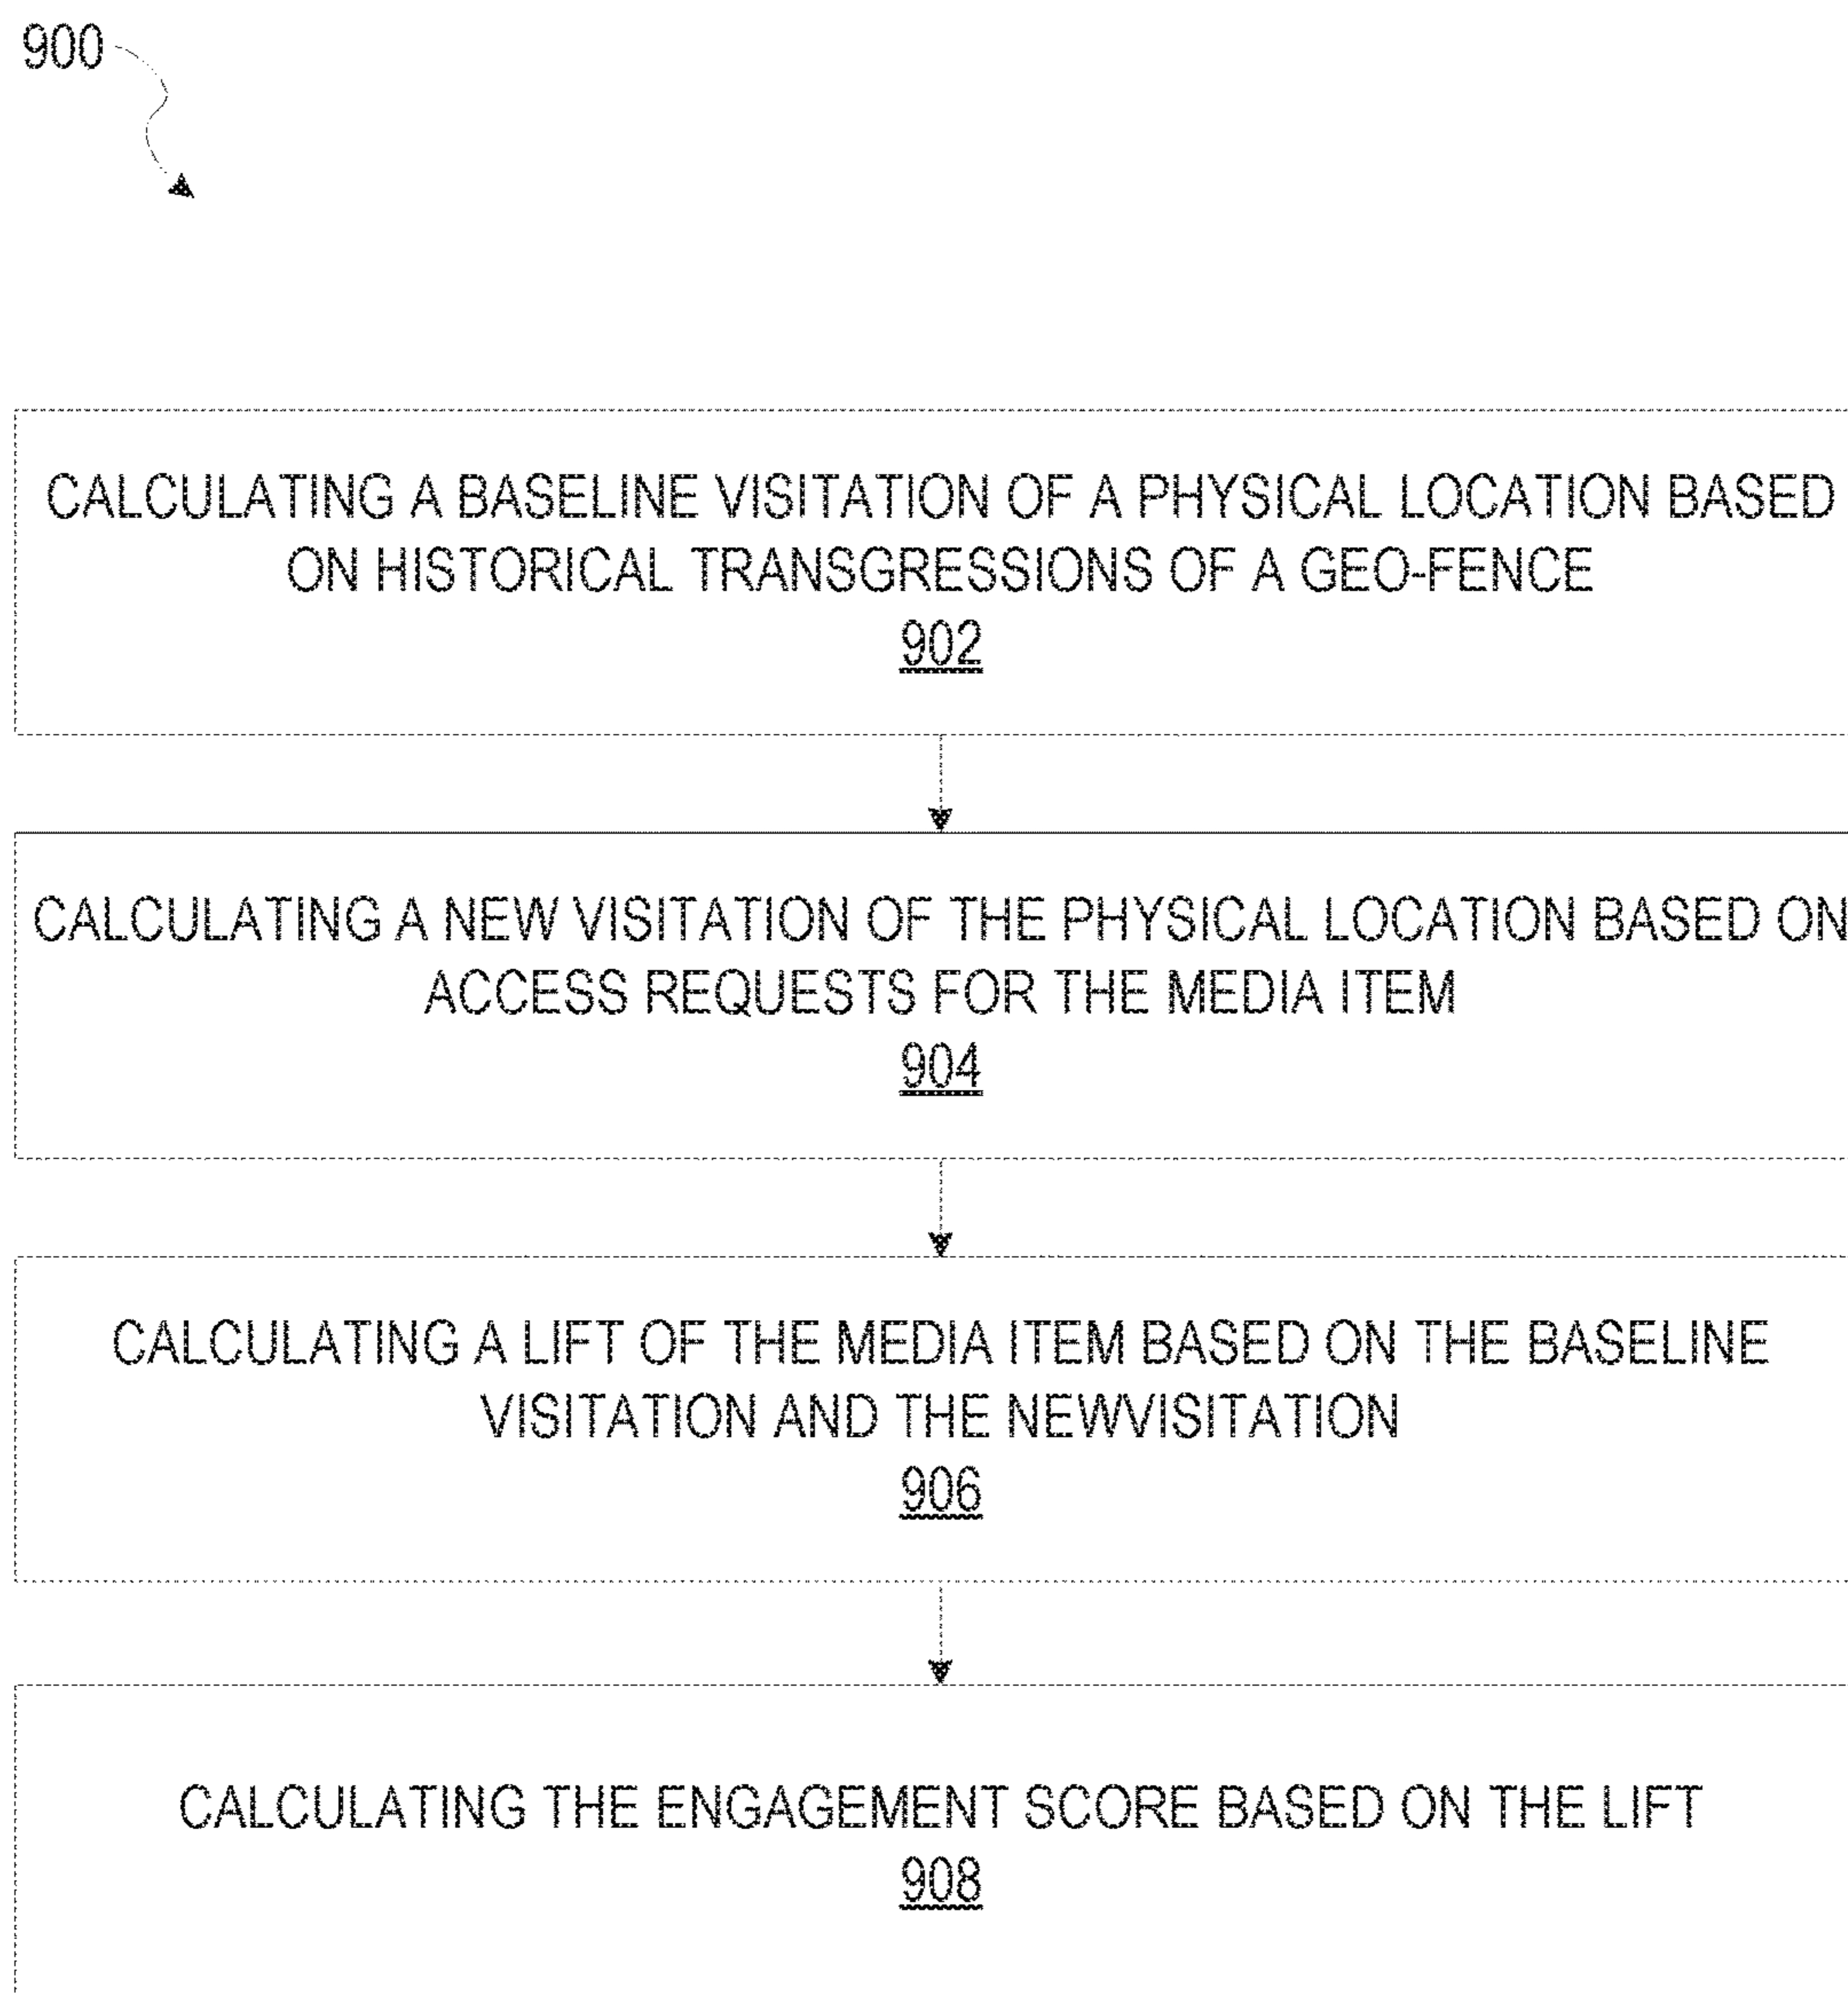 900
CALCULATING A BASELINE VISITATION OF A PHYSICAL LOCATION BASED
ON HISTORICAL TRANSGRESSIONS OF A GEO-FENCE
902
CALCULATING A NEW VISITATION OF THE PHYSICAL LOCATION BASED ON
ACCESS REQUESTS FOR THE MEDIA ITEM
904
CALCULATING A LIFT OF THE MEDIA ITEM BASED ON THE BASELINE
VISITATION AND THE NEWVISITATION
906
CALCULATING THE ENGAGEMENT SCORE BASED ON THE LIFT
908